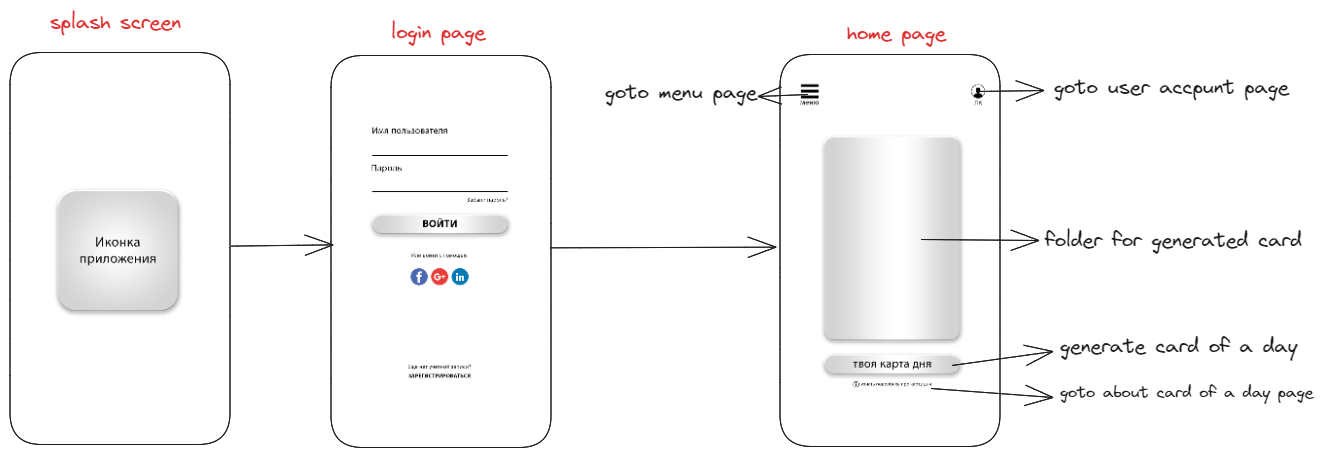 splash screen
login page
home page
Иконка
приложения
Имя пользователя
Пароль
Забыли пароль?
ВОЙТИ
Или войти с помощью
f G+ in
Еще нет учетной записи?
ЗАРЕГИСТРИРОВАТЬСЯ
goto menu page
меню
ЛК
goto user accpunt page
folder for generated card
твоя карта дня
generate card of a day
goto about card of a day page